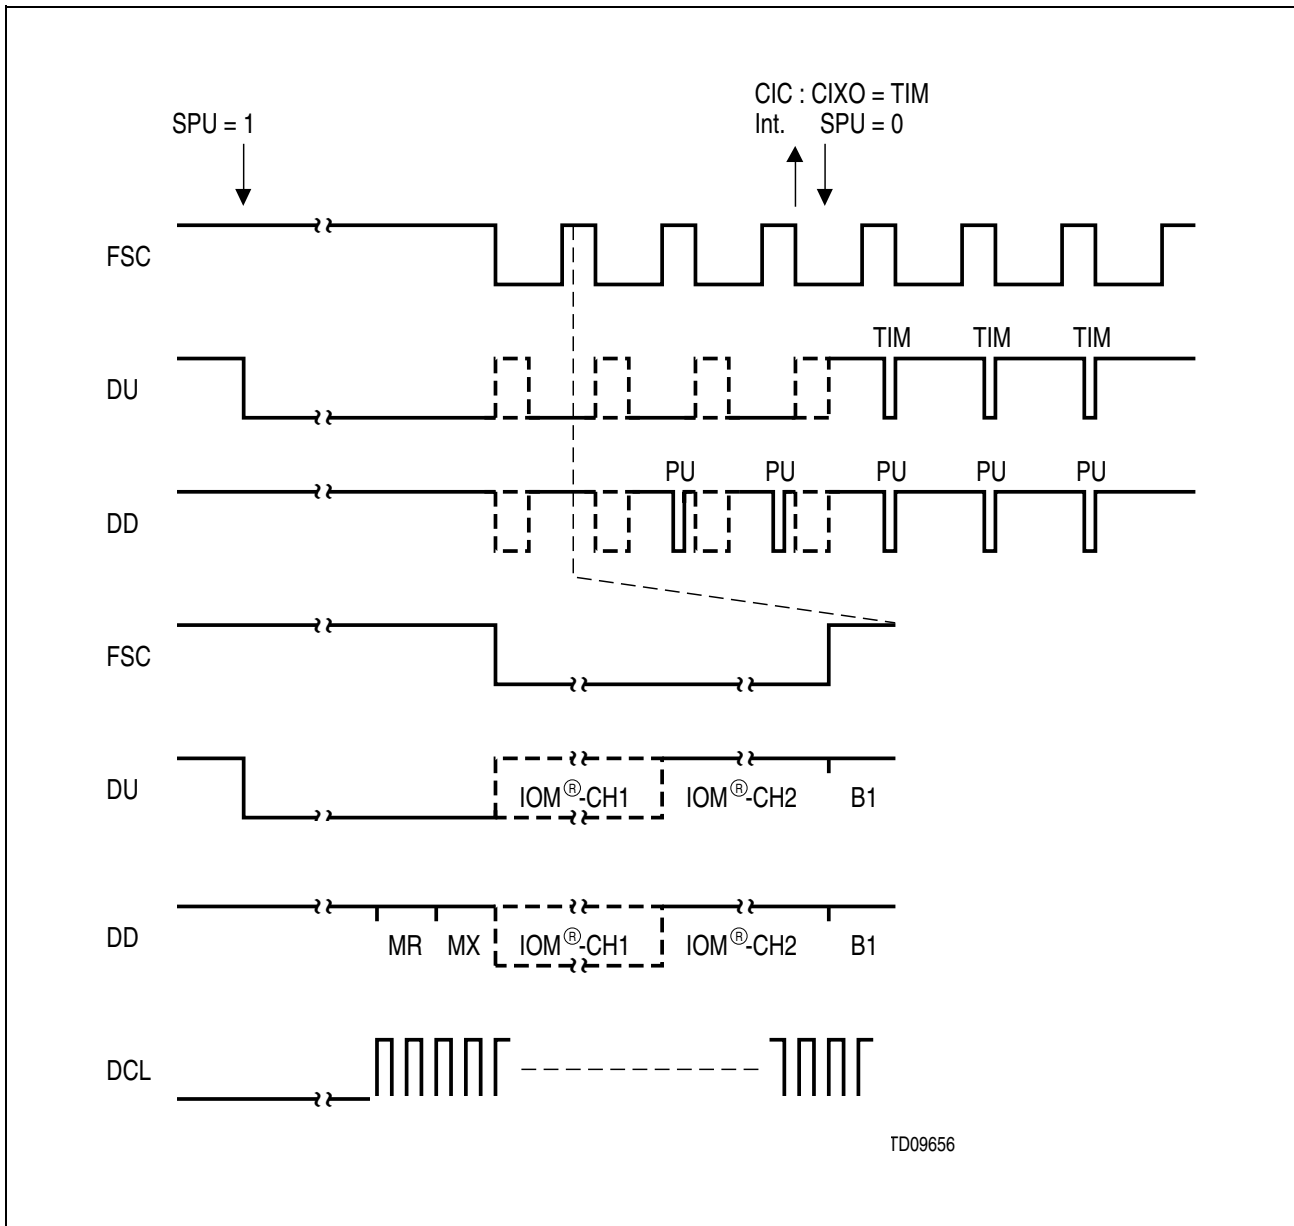 CIC : CIXO = TIM
SPU = 1
Int. SPU = 0
FSC
TIM TIM TIM
DU
PU PU PU PU PU
DD
FSC
DU
IOM®-CH1 IOM®-CH2 B1
DD
MR MX IOM®-CH1 IOM®-CH2 B1
DCL
TD09656